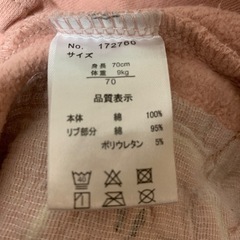 No. 172760
サイズ
身長 70cm
体重 9kg
70
品質表示
本体 綿 100%
リブ部分 綿 95%
ポリウレタン 5%
40